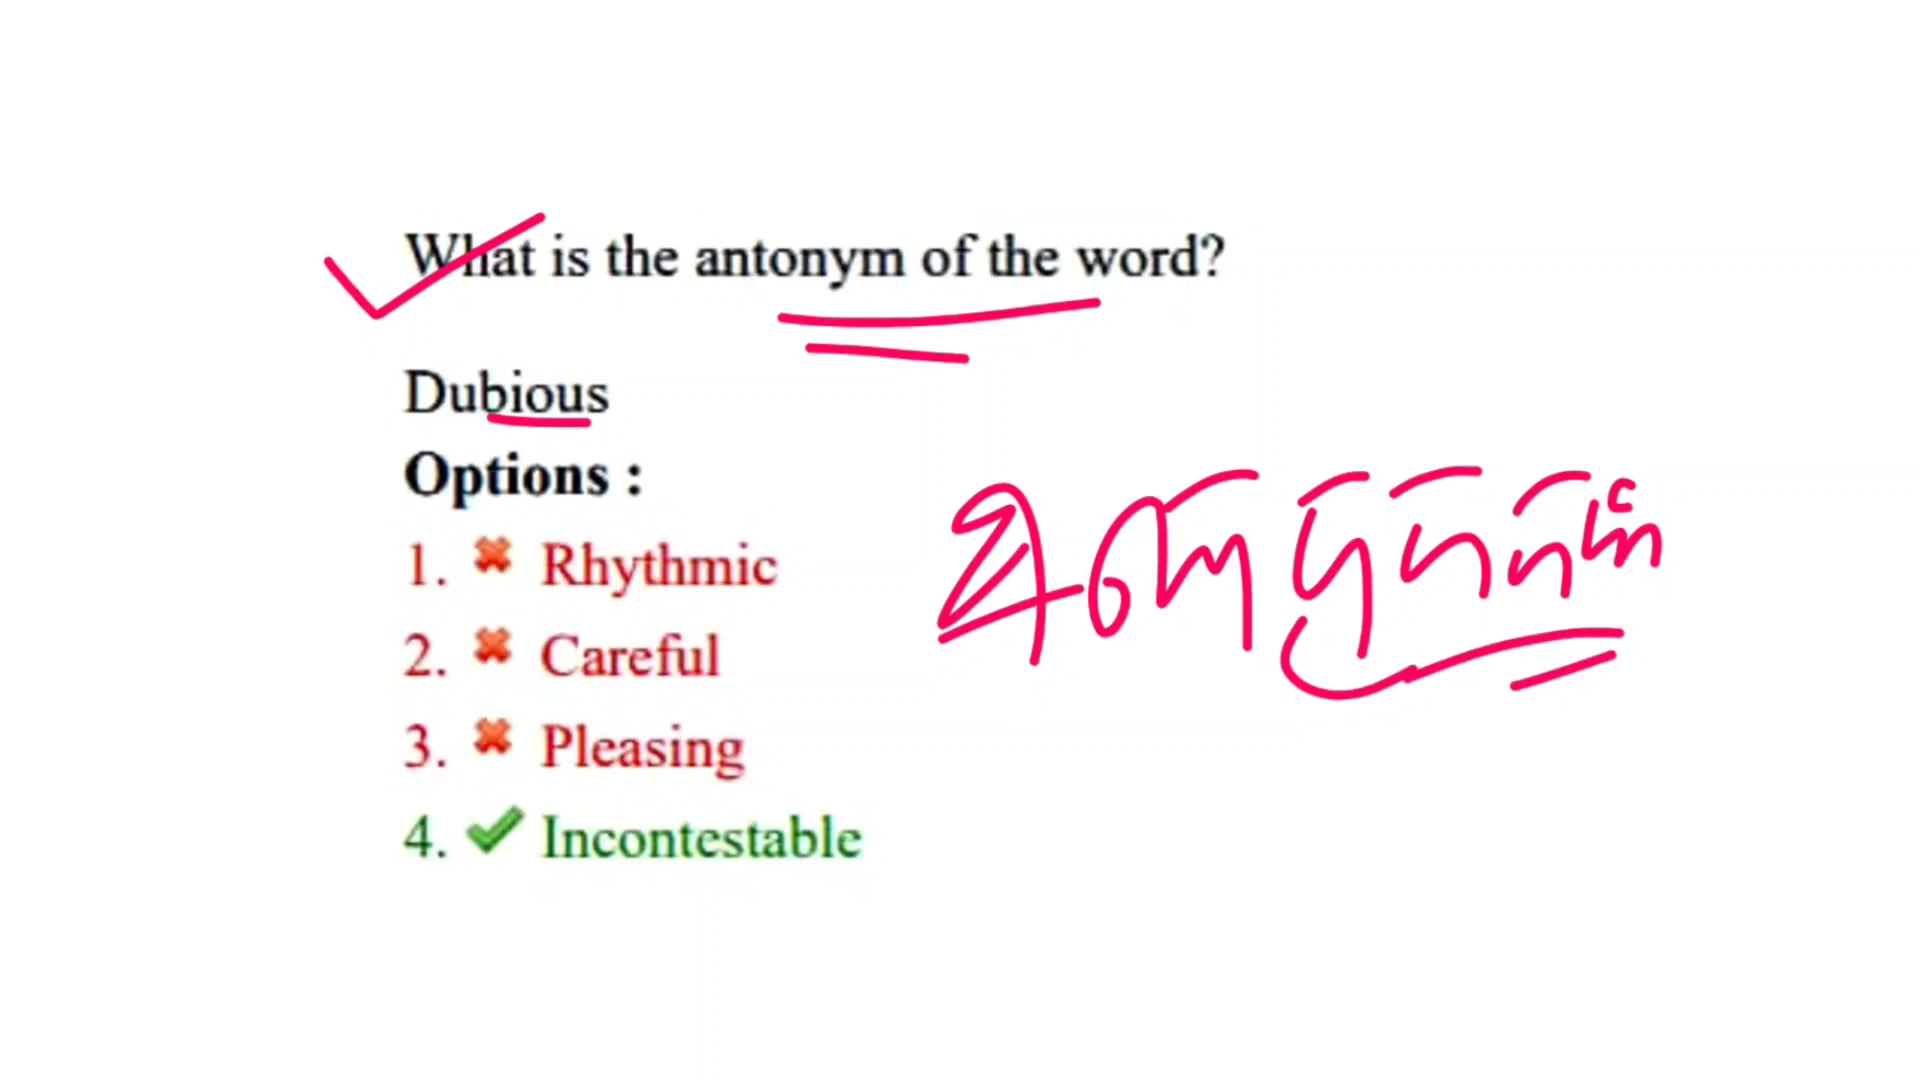 What is the antonym of the word?
Dubious
Options :
1. Rhythmic
2. Careful
3. Pleasing
4. Incontestable